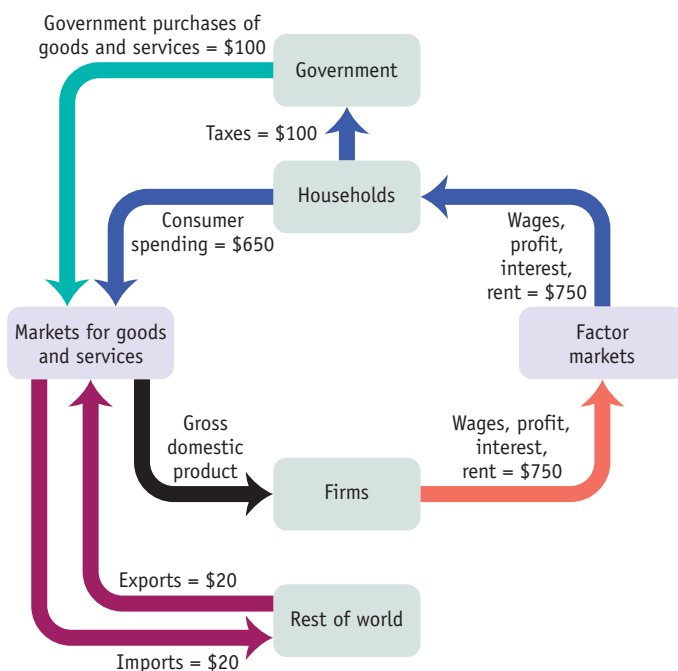 Government purchases of
goods and services = $100
Government
Taxes = $100
Households
Consumer
spending = $650
Wages,
profit,
interest,
rent = $750
Markets for goods
and services
Factor
markets
Gross
domestic
product
Wages, profit,
interest,
rent = $750
Firms
Exports = $20
Rest of world
Imports = $20